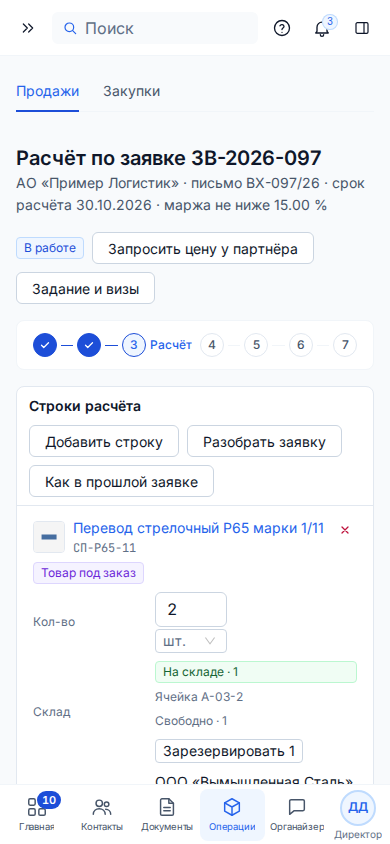 Поиск
3
Продажи
Закупки
Расчёт по заявке ЗВ-2026-097
АО «Пример Логистик» · письмо ВХ-097/26 · срок
расчёта 30.10.2026 · маржа не ниже 15.00 %
В работе
Запросить цену у партнёра
Задание и визы
3 Расчёт 4 5 6 7
Строки расчёта
Добавить строку
Разобрать заявку
Как в прошлой заявке
Перевод стрелочный Р65 марки 1/11
СП-Р65-11
Товар под заказ
Кол-во
2
шт.
Склад
На складе · 1
Ячейка А-03-2
Свободно · 1
Зарезервировать 1
ООО «Вымышленная Сталь»
10
ДД
Главная
Контакты
Документы
Операции
Органайзер
Директор